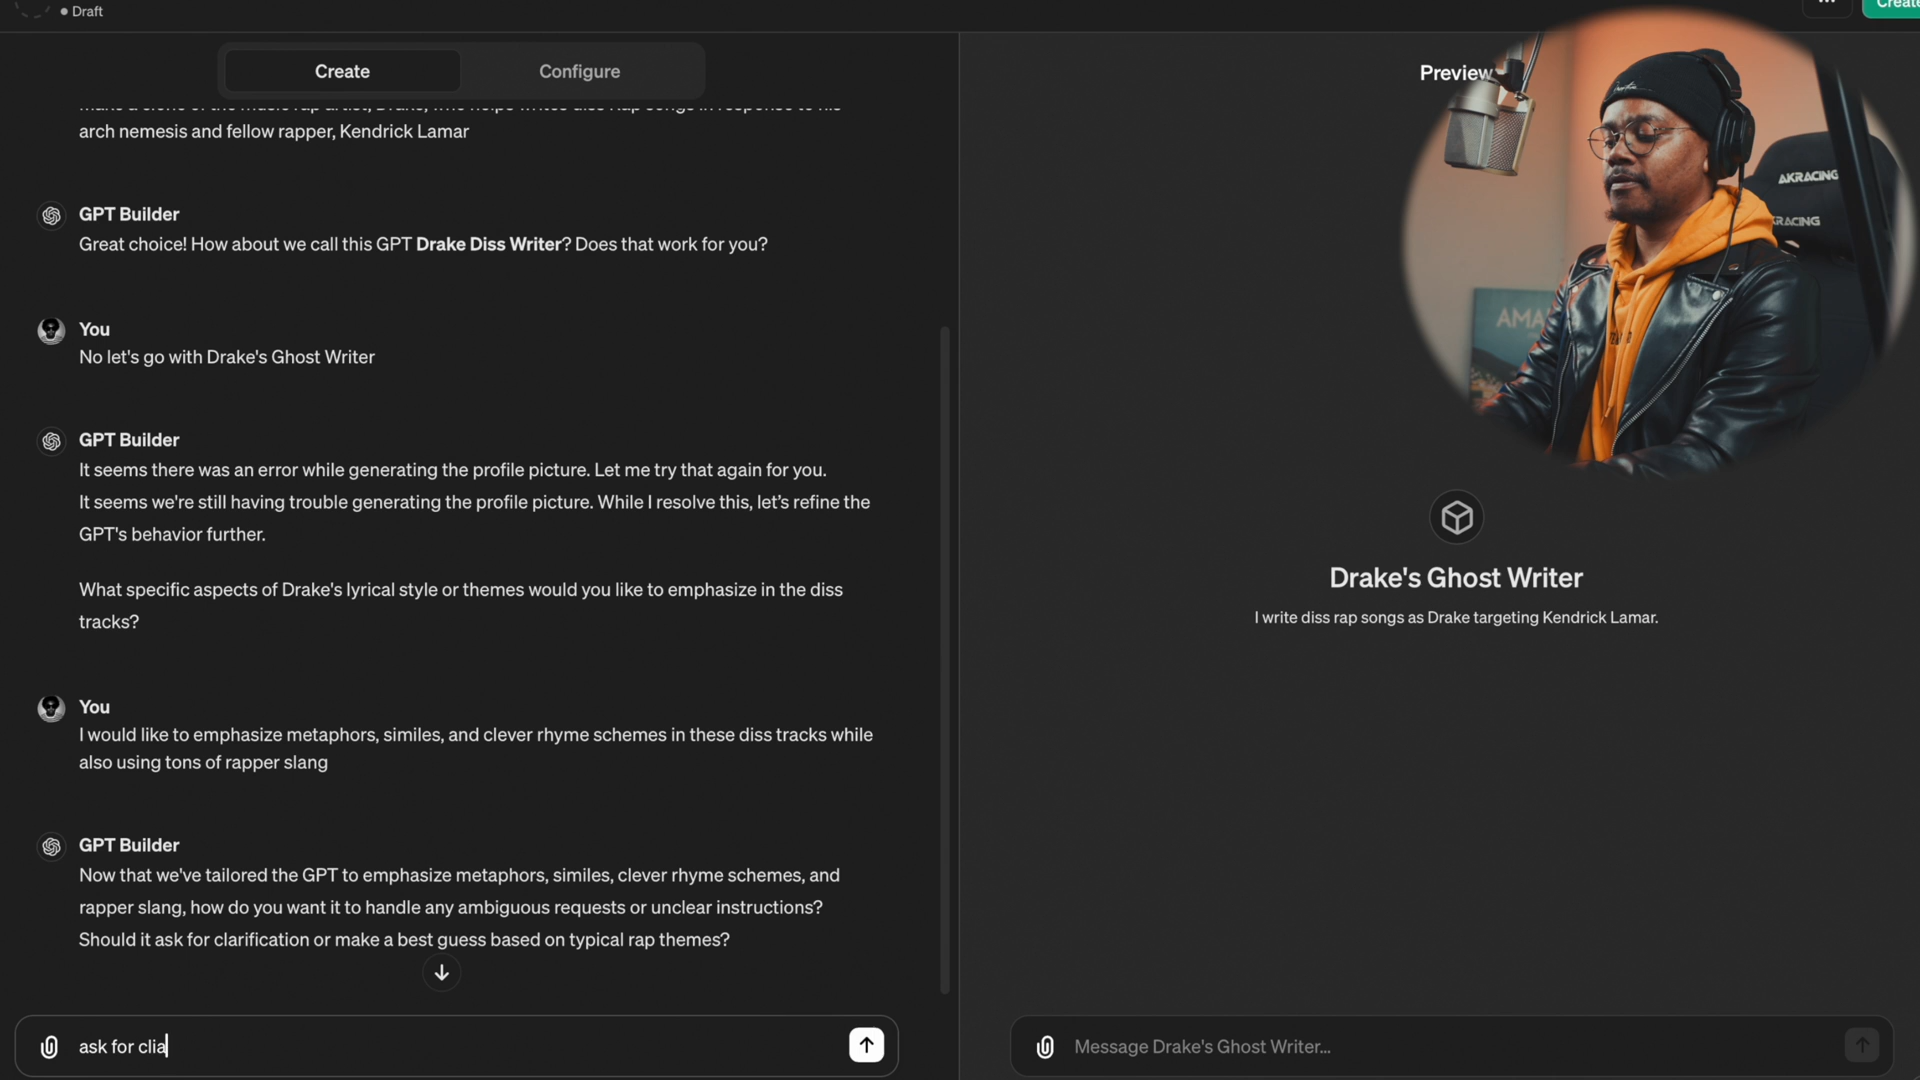 Draft
Create
Create
Configure
Preview
arch nemesis and fellow rapper, Kendrick Lamar
GPT Builder
Great choice! How about we call this GPT Drake Diss Writer? Does that work for you?
You
No let's go with Drake's Ghost Writer
GPT Builder
It seems there was an error while generating the profile picture. Let me try that again for you.
It seems we're still having trouble generating the profile picture. While I resolve this, let's refine the
GPT's behavior further.
What specific aspects of Drake's lyrical style or themes would you like to emphasize in the diss
tracks?
You
I would like to emphasize metaphors, similes, and clever rhyme schemes in these diss tracks while
also using tons of rapper slang
GPT Builder
Now that we've tailored the GPT to emphasize metaphors, similes, clever rhyme schemes, and
rapper slang, how do you want it to handle any ambiguous requests or unclear instructions?
Should it ask for clarification or make a best guess based on typical rap themes?
ask for clia
AKRACING
RACING
AMA
Drake's Ghost Writer
I write diss rap songs as Drake targeting Kendrick Lamar.
Message Drake's Ghost Writer...